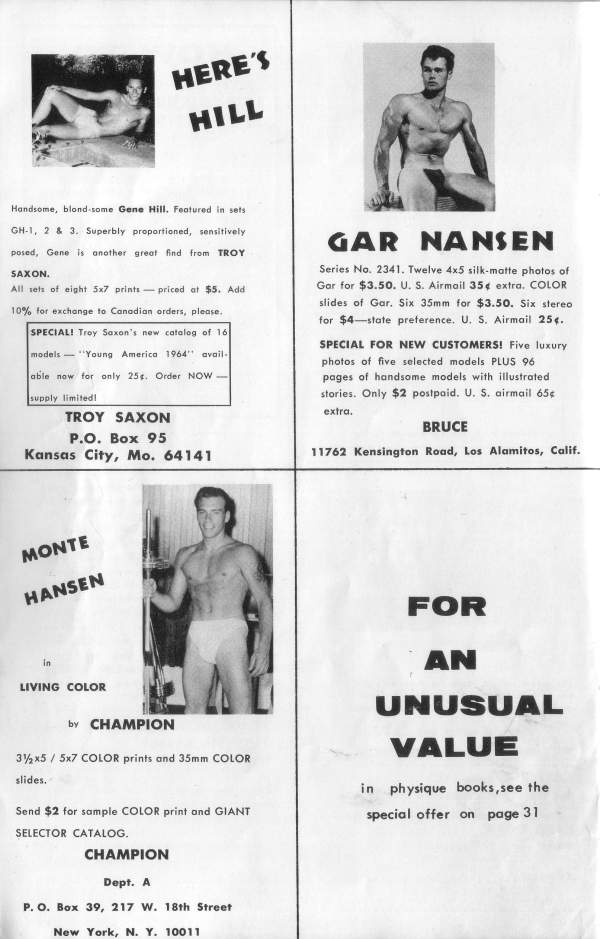 HERE'S
HILL
Handsome, blond-some Gene Hill. Featured in sets
GH-1, 2 & 3. Superbly proportioned, sensitively
posed, Gene is another great find from TROY
SAXON.
All sets of eight 5x7 prints — priced at $5. Add
10% for exchange to Canadian orders, please.
SPECIAL! Troy Saxon's new catalog of 16
models — "Young America 1964" avail-
able now for only 25¢. Order NOW —
supply limited!
TROY SAXON
P.O. Box 95
Kansas City, Mo. 64141
GAR NANSEN
Series No. 2341. Twelve 4x5 silk-matte photos of
Gar for $3.50. U. S. Airmail 35¢ extra. COLOR
slides of Gar. Six 35mm for $3.50. Six stereo
for $4—state preference. U. S. Airmail 25¢.
SPECIAL FOR NEW CUSTOMERS! Five luxury
photos of five selected models PLUS 96
pages of handsome models with illustrated
stories. Only $2 postpaid. U. S. airmail 65¢
extra.
BRUCE
11762 Kensington Road, Los Alamitos, Calif.
MONTE
HANSEN
in
LIVING COLOR
by CHAMPION
3½x5 / 5x7 COLOR prints and 35mm COLOR
slides.
Send $2 for sample COLOR print and GIANT
SELECTOR CATALOG.
CHAMPION
Dept. A
P. O. Box 39, 217 W. 18th Street
New York, N. Y. 10011
FOR
AN
UNUSUAL
VALUE
in physique books,see the
special offer on page 31